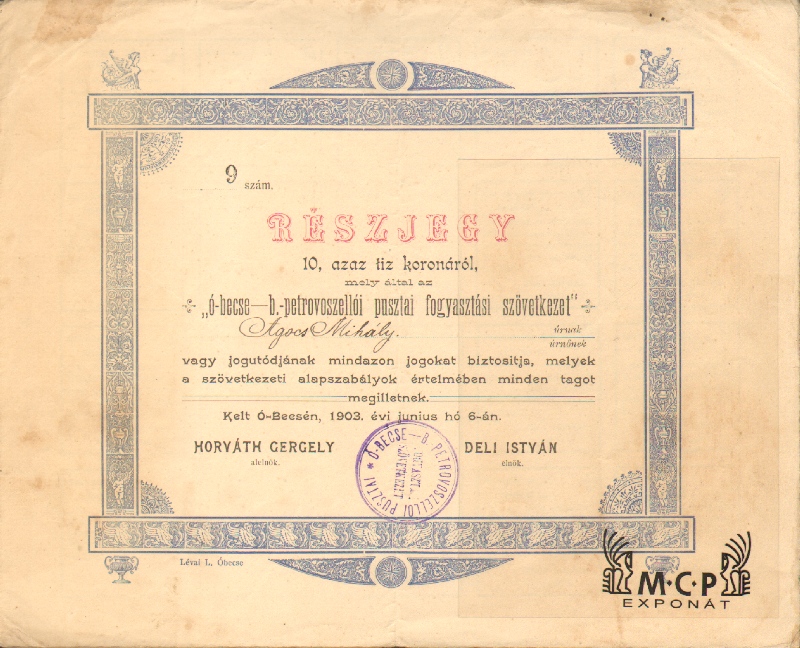 9 szám.
RÉSZJEGY
10, azaz tiz koronáról,
mely által az
„ó-becse—b.-petrovoszellói pusztai fogyasztási szövetkezet"
Agocs Mihály. úrnak
úrnőnek
vagy jogutódjának mindazon jogokat biztositja, melyek
a szövetkezeti alapszabályok értelmében minden tagot
megilletnek.
Kelt Ó-Becsén, 1903. évi junius hó 6-án.
HORVÁTH GERGELY DELI ISTVÁN
alelnök. elnök.
Ó-BECSE—B. PETROVOSZELLÓI PUSZTAI
SZÖVETKEZET
Lévai L., Óbecse
M·C·P
EXPONÁT